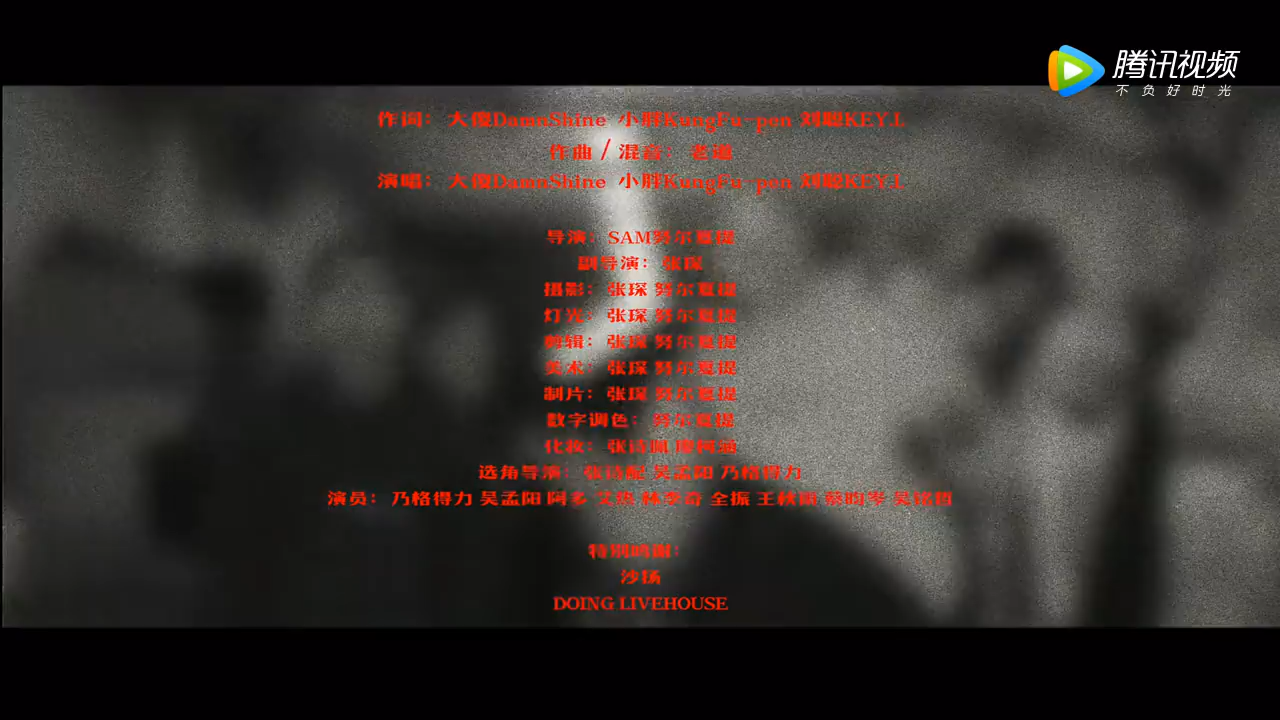 腾讯视频
不负好时光
作词：大傻DamnShine 小胖KungFu-pen 刘聪KEY.L
作曲 / 混音：老道
演唱：大傻DamnShine 小胖KungFu-pen 刘聪KEY.L
导演：SAM努尔夏提
副导演：张琛
摄影：张琛 努尔夏提
灯光：张琛 努尔夏提
剪辑：张琛 努尔夏提
美术：张琛 努尔夏提
制片：张琛 努尔夏提
数字调色：努尔夏提
化妆：张诗佩
选角导演：张诗配 吴孟阳 乃格得力
演员：乃格得力 吴孟阳 阿多 艾热 林季奇 全振 蔡昀岑 吴铭哲
特别鸣谢：
沙扬
DOING LIVEHOUSE